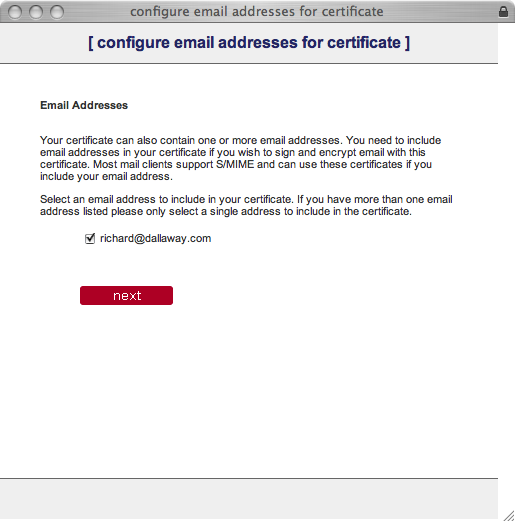 configure email addresses for certificate
[ configure email addresses for certificate ]
Email Addresses
Your certificate can also contain one or more email addresses. You need to include
email addresses in your certificate if you wish to sign and encrypt email with this
certificate. Most mail clients support S/MIME and can use these certificates if you
include your email address.
Select an email address to include in your certificate. If you have more than one email
address listed please only select a single address to include in the certificate.
richard@dallaway.com
next